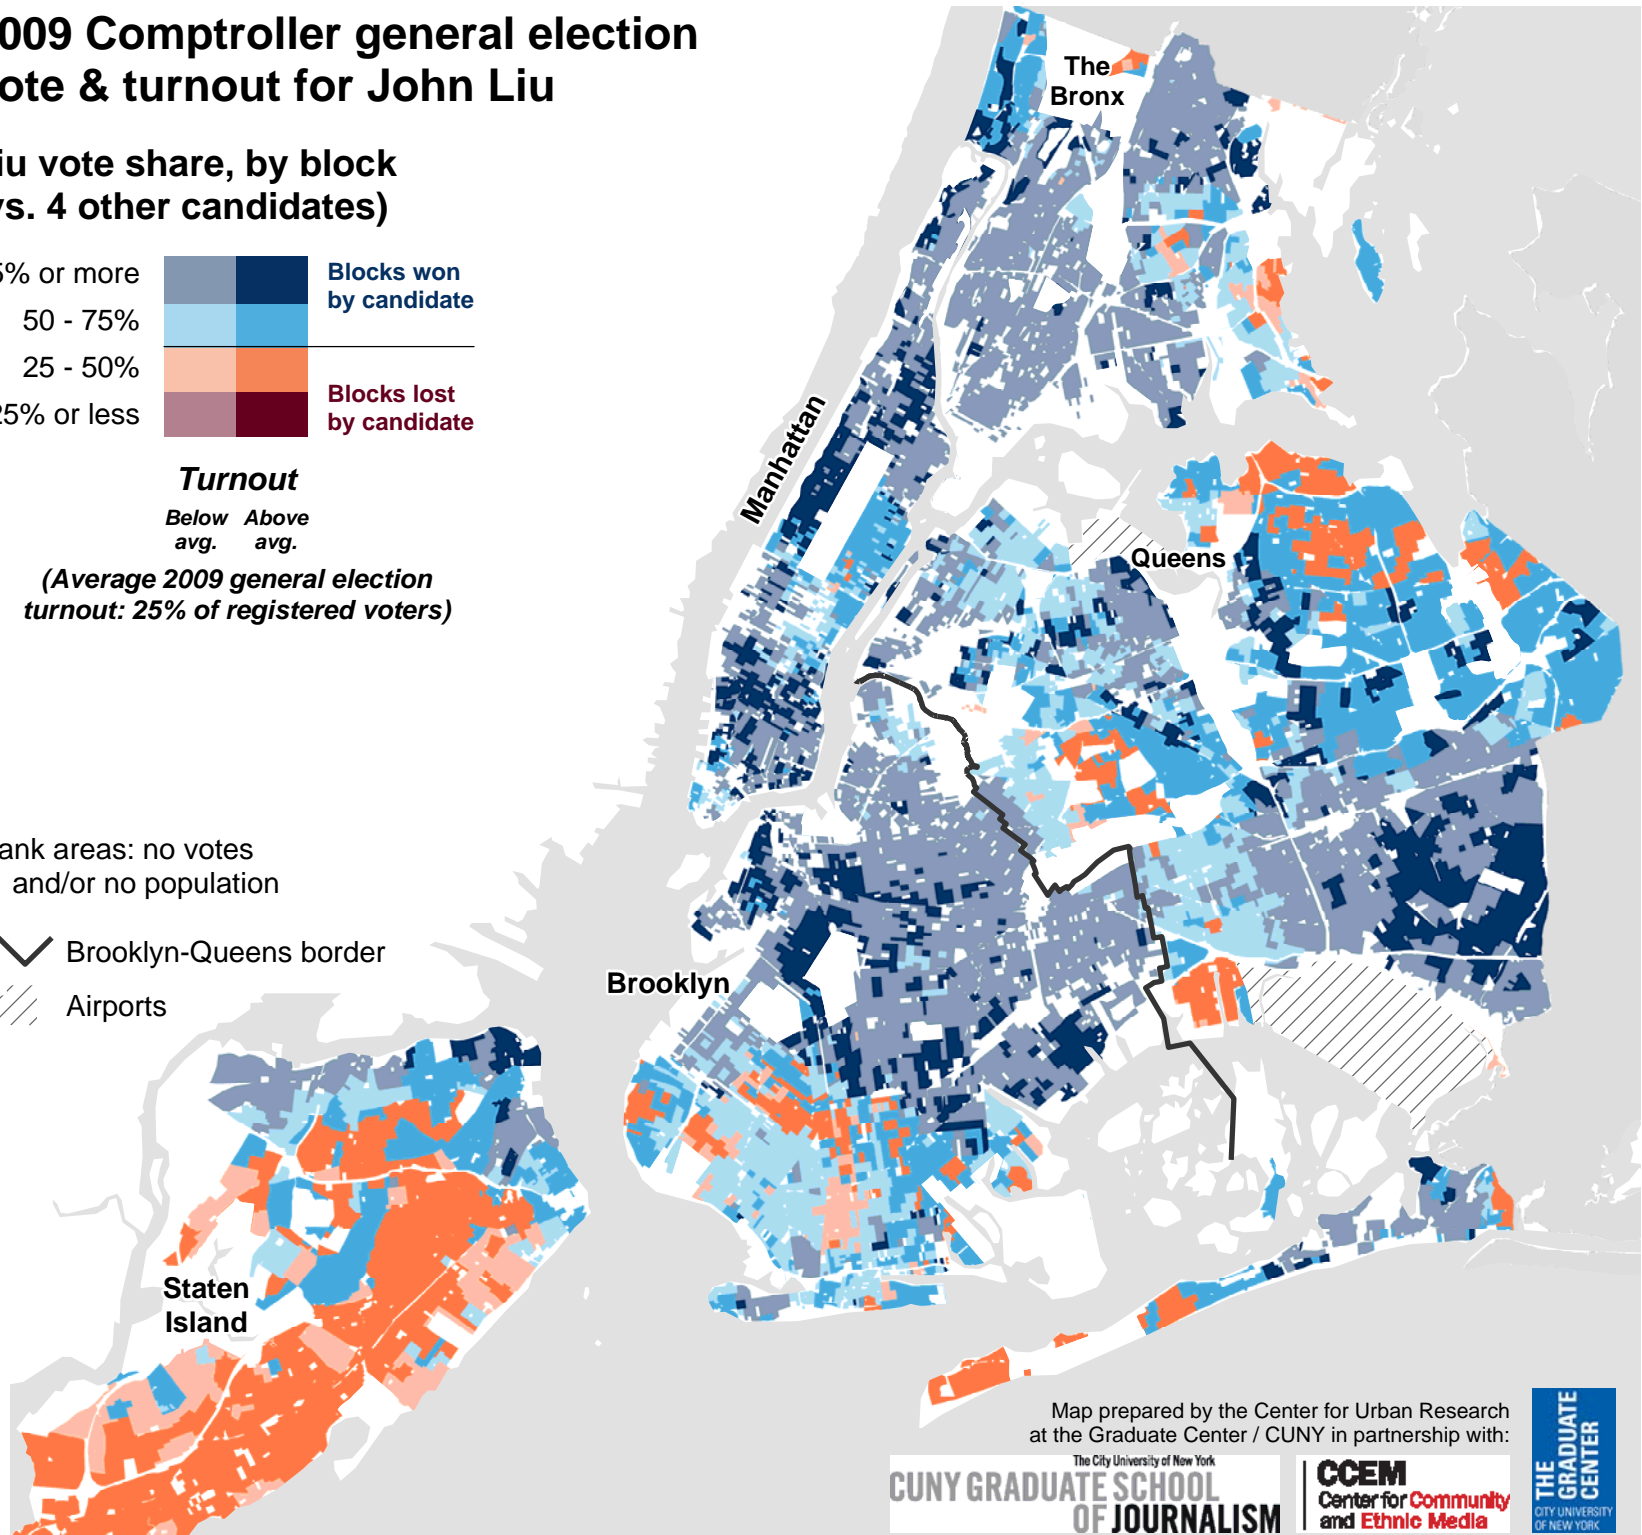 009 Comptroller general election
ote & turnout for John Liu
iu vote share, by block
vs. 4 other candidates)
5% or more
50 - 75%
25 - 50%
25% or less
Blocks won
by candidate
Blocks lost
by candidate
Turnout
Below avg.
Above avg.
(Average 2009 general election
turnout: 25% of registered voters)
ank areas: no votes
and/or no population
Brooklyn-Queens border
Airports
The
Bronx
Manhattan
Queens
Brooklyn
Staten
Island
Map prepared by the Center for Urban Research
at the Graduate Center / CUNY in partnership with:
The City University of New York
CUNY GRADUATE SCHOOL
OF JOURNALISM
CCEM
Center for Community
and Ethnic Media
THE
GRADUATE
CENTER
CITY UNIVERSITY
OF NEW YORK